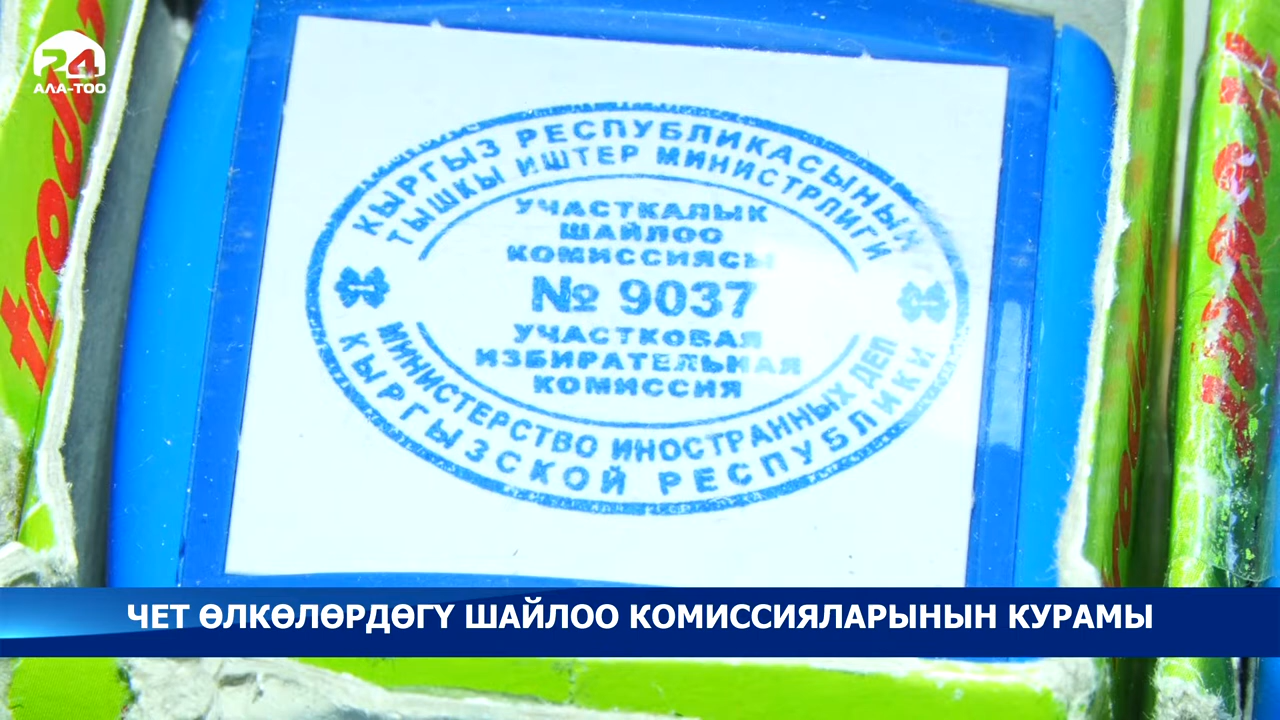 24
АЛА-ТОО
КЫРГЫЗ РЕСПУБЛИКАСЫНЫН
ТЫШКЫ ИШТЕР МИНИСТРЛИГИ
УЧАСТКАЛЫК
ШАЙЛОО
КОМИССИЯСЫ
№ 9037
УЧАСТКОВАЯ
ИЗБИРАТЕЛЬНАЯ
КОМИССИЯ
МИНИСТЕРСТВО ИНОСТРАННЫХ ДЕЛ
КЫРГЫЗСКОЙ РЕСПУБЛИКИ
ЧЕТ ӨЛКӨЛӨРДӨГҮ ШАЙЛОО КОМИССИЯЛАРЫНЫН КУРАМЫ